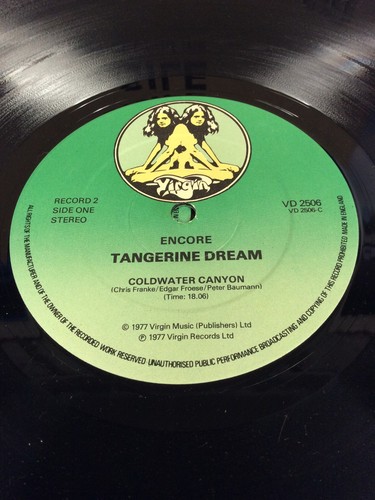 Virgin
RECORD 2
SIDE ONE
STEREO
VD 2506
VD 2506-C
ENCORE
TANGERINE DREAM
COLDWATER CANYON
(Chris Franke/Edgar Froese/Peter Baumann)
(Time: 18.06)
© 1977 Virgin Music (Publishers) Ltd
℗ 1977 Virgin Records Ltd
ALL RIGHTS OF THE MANUFACTURER AND OF THE OWNER OF THE RECORDED WORK RESERVED UNAUTHORISED PUBLIC PERFORMANCE BROADCASTING AND COPYING OF THIS RECORD PROHIBITED MADE IN ENGLAND